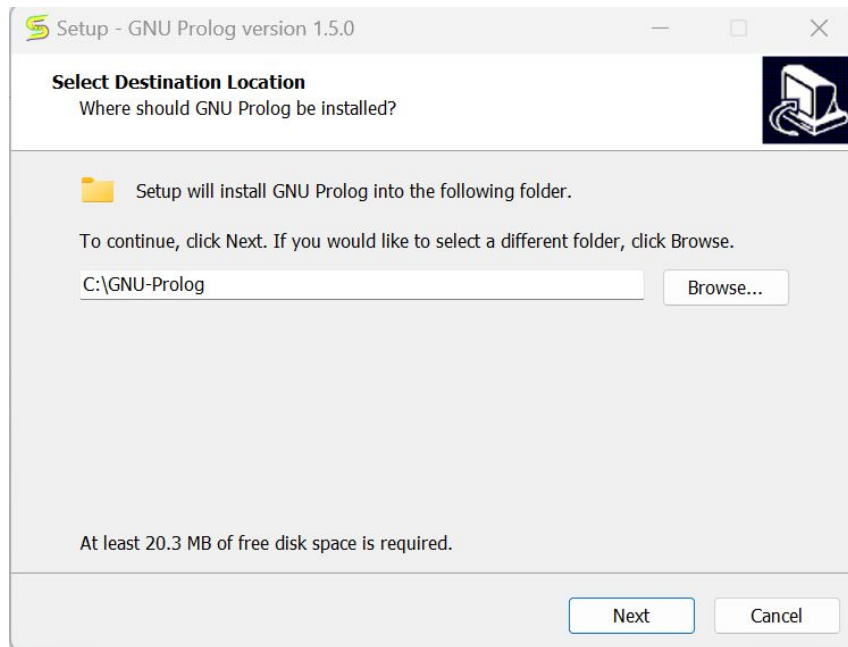 Setup - GNU Prolog version 1.5.0
Select Destination Location
Where should GNU Prolog be installed?
Setup will install GNU Prolog into the following folder.
To continue, click Next. If you would like to select a different folder, click Browse.
C:\GNU-Prolog
Browse...
At least 20.3 MB of free disk space is required.
Next
Cancel